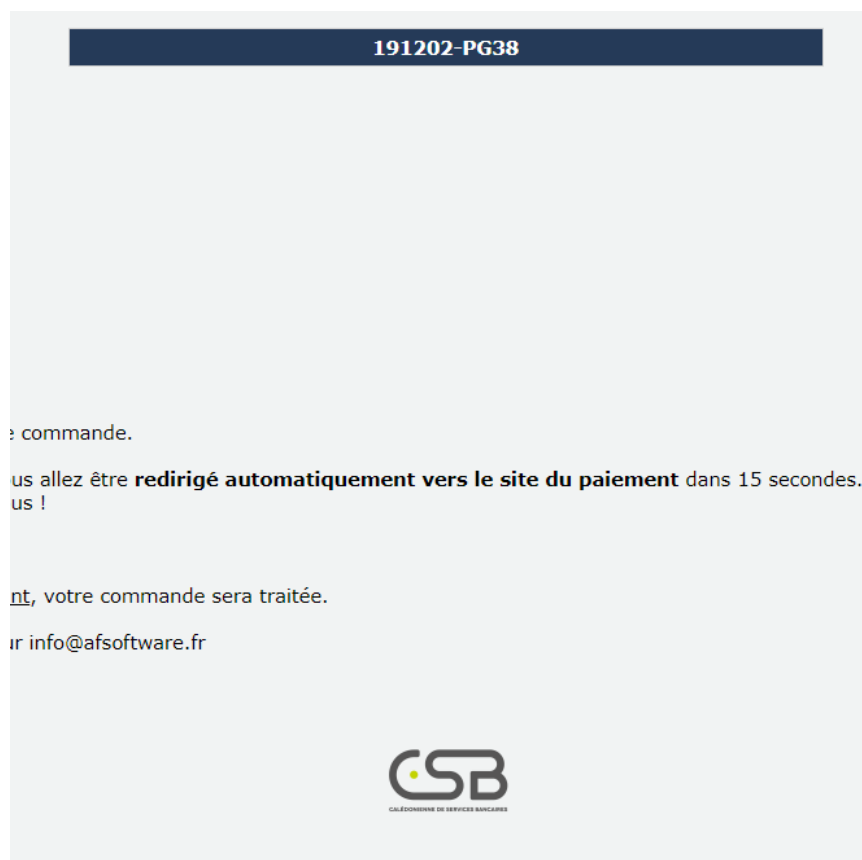 191202-PG38
e commande.
us allez être redirigé automatiquement vers le site du paiement dans 15 secondes.
us !
nt, votre commande sera traitée.
ur info@afsoftware.fr
CSB
CALÉDONIENNE DE SERVICES BANCAIRES